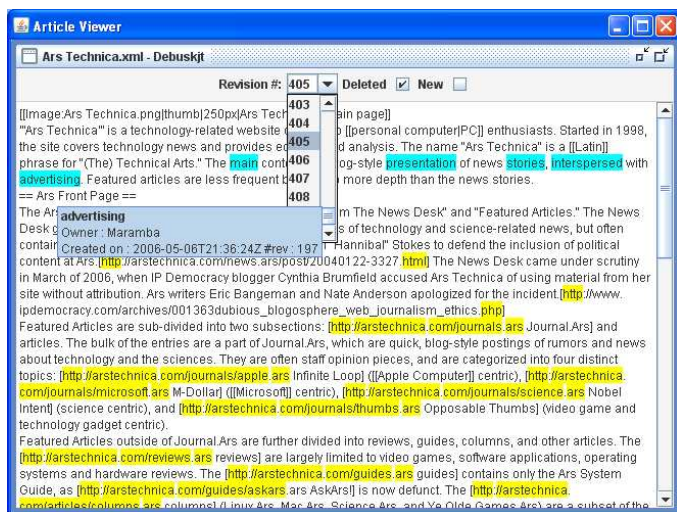 Article Viewer
Ars Technica.xml - Debuskjt
Revision #: 405 Deleted New
403
404
405
406
407
408
[[Image:Ars Technica.png|thumb|250px|Ars Tech ain page]]
'"Ars Technica"' is a technology-related website [[personal computer|PC]] enthusiasts. Started in 1998,
the site covers technology news and provides e d analysis. The name "Ars Technica" is a [[Latin]]
phrase for "(The) Technical Arts." The main cont og-style presentation of news stories, interspersed with
advertising. Featured articles are less frequent b more depth than the news stories.
== Ars Front Page ==
The Ar m The News Desk" and "Featured Articles." The News
Desk s of technology and science-related news, but often
contain "Hannibal" Stokes to defend the inclusion of political
advertising
Owner : Maramba
Created on : 2006-05-06T21:36:24Z #rev : 197
content at Ars.[http://arstechnica.com/news.ars/post/20040122-3327.html] The News Desk came under scrutiny
in March of 2006, when IP Democracy blogger Cynthia Brumfield accused Ars Technica of using material from her
site without attribution. Ars writers Eric Bangeman and Nate Anderson apologized for the incident.[http://www.
ipdemocracy.com/archives/001363dubious_blogosphere_web_journalism_ethics.php]
Featured Articles are sub-divided into two subsections: [http://arstechnica.com/journals.ars Journal.Ars] and
articles. The bulk of the entries are a part of Journal.Ars, which are quick, blog-style postings of rumors and news
about technology and the sciences. They are often staff opinion pieces, and are categorized into four distinct
topics: [http://arstechnica.com/journals/apple.ars Infinite Loop] ([[Apple Computer]] centric), [http://arstechnica.
com/journals/microsoft.ars M-Dollar] ([[Microsoft]] centric), [http://arstechnica.com/journals/science.ars Nobel
Intent] (science centric), and [http://arstechnica.com/journals/thumbs.ars Opposable Thumbs] (video game and
technology gadget centric).
Featured Articles outside of Journal.Ars are further divided into reviews, guides, columns, and other articles. The
[http://arstechnica.com/reviews.ars reviews] are largely limited to video games, software applications, operating
systems and hardware reviews. The [http://arstechnica.com/guides.ars guides] contains only the Ars System
Guide, as [http://arstechnica.com/guides/askars.ars AskArs!] is now defunct. The [http://arstechnica.
com/articles/columns.ars columns] (Linux.Ars, Mac.Ars, Science.Ars, and Ye Olde Games.Ars) are a subset of the